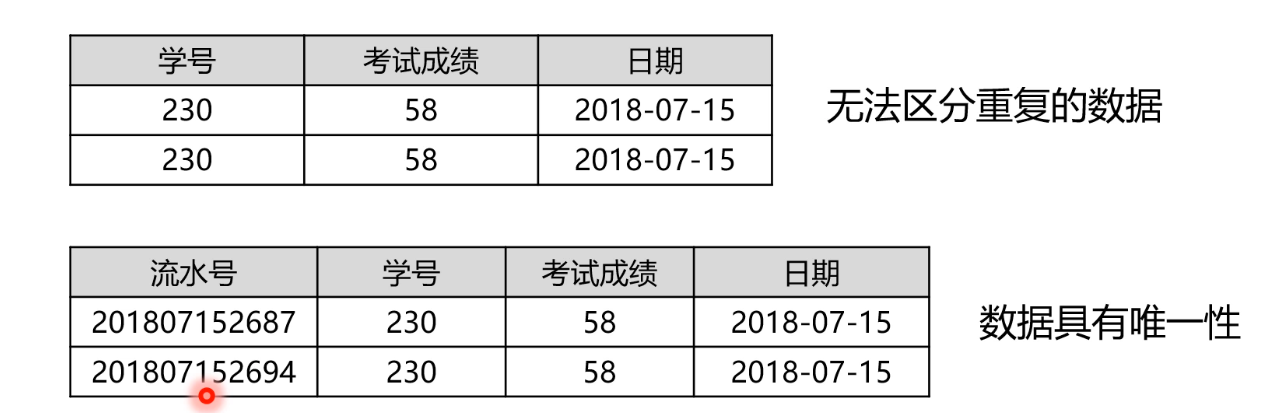 学号 考试成绩 日期
230 58 2018-07-15
无法区分重复的数据
230 58 2018-07-15
流水号 学号 考试成绩 日期
201807152687 230 58 2018-07-15
数据具有唯一性
201807152694 230 58 2018-07-15